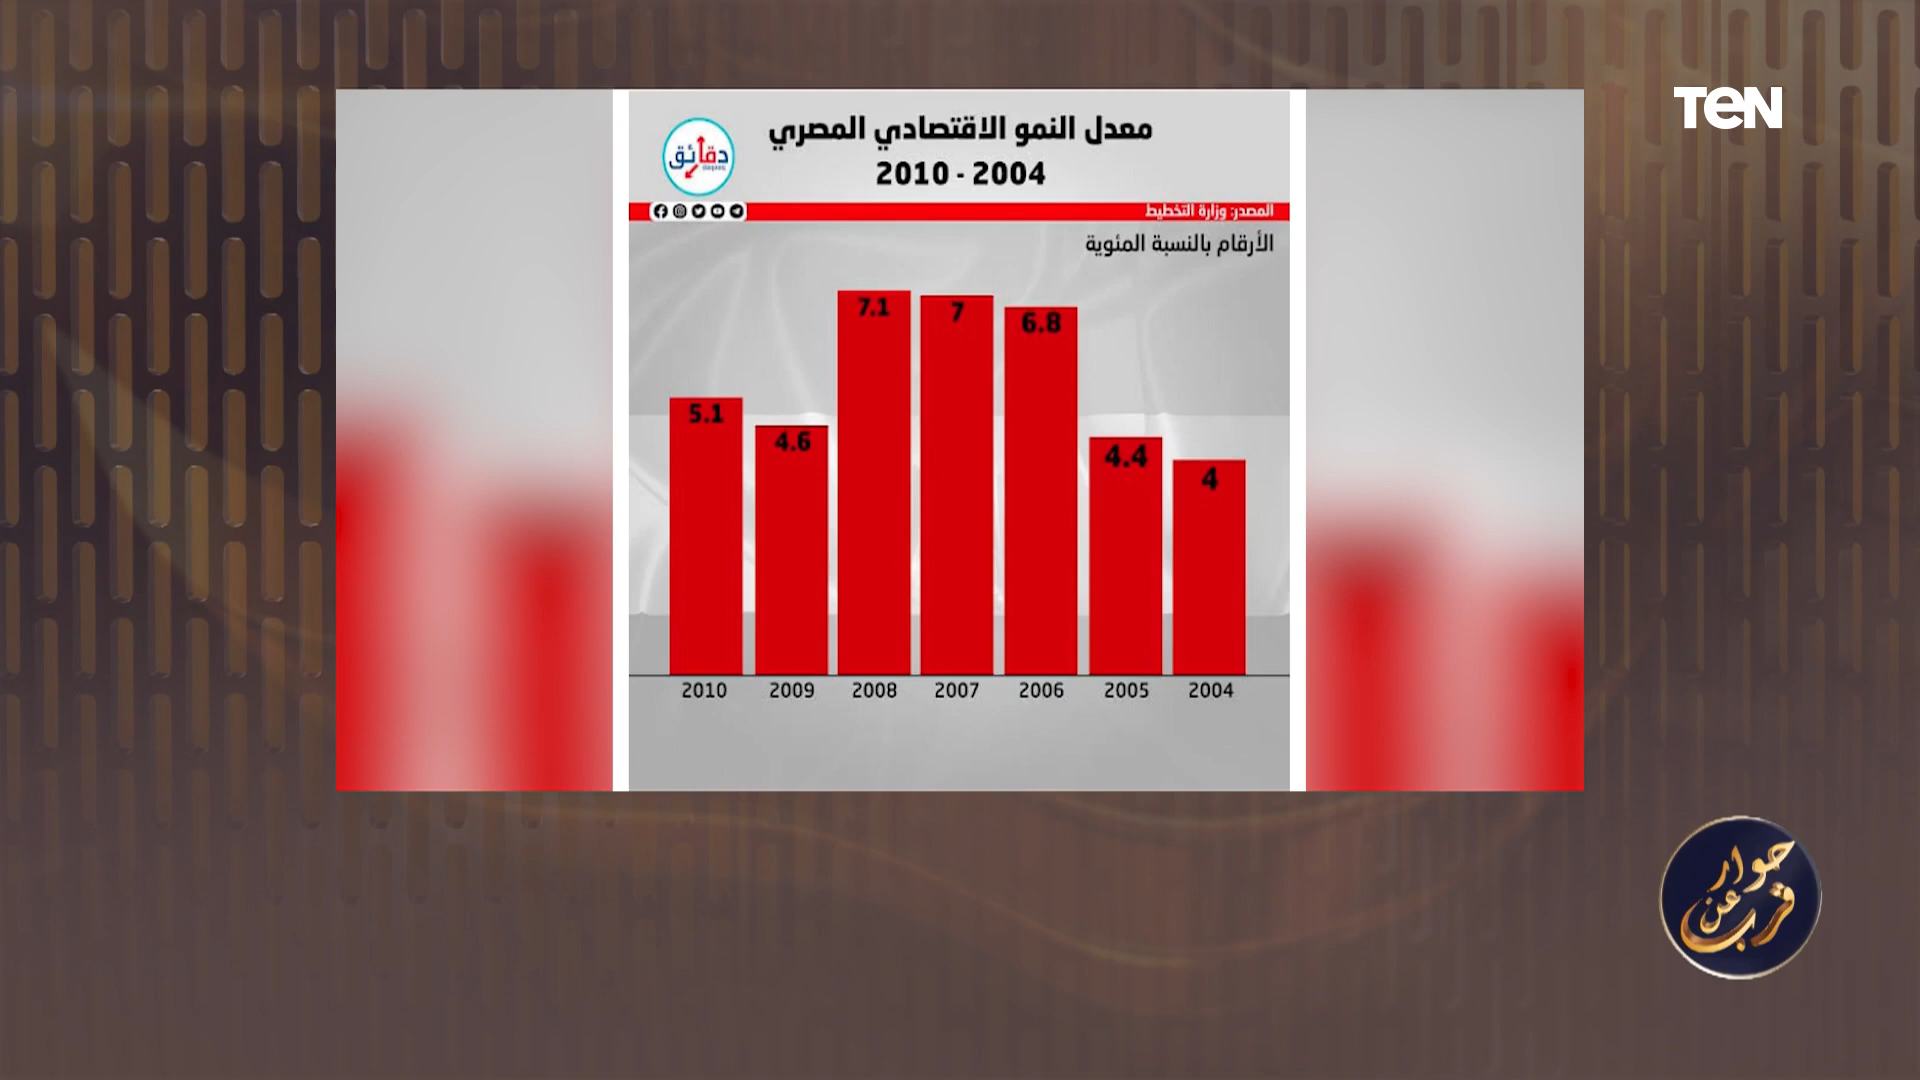 TeN
معدل النمو الاقتصادي المصري
2004 - 2010
دقائق
المصدر: وزارة التخطيط
الأرقام بالنسبة المئوية
7.1
7
6.8
5.1
4.6
4.4
4
2010 2009 2008 2007 2006 2005 2004
حوار
عن
قرب